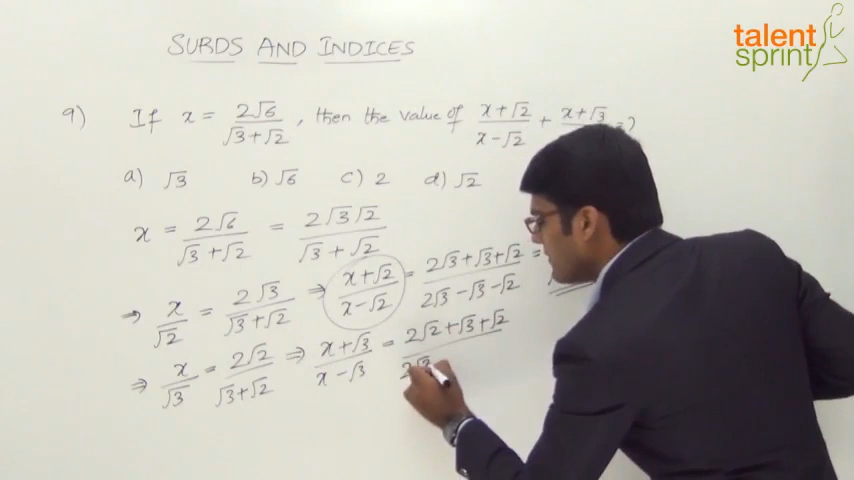 talent
sprint
SURDS AND INDICES
9) If x = 2√6 / (√3+√2), then the value of (x+√2)/(x-√2) + (x+√3)/ = ?
a) √3 b) √6 c) 2 d) √2
x = 2√6 / (√3+√2) = 2√3√2 / (√3+√2)
⇒ x/√2 = 2√3 / (√3+√2) ⇒ (x+√2)/(x-√2) = (2√3+√3+√2)/(2√3-√3-√2) =
⇒ x/√3 = 2√2 / (√3+√2) ⇒ (x+√3)/(x-√3) = (2√2+√3+√2)/